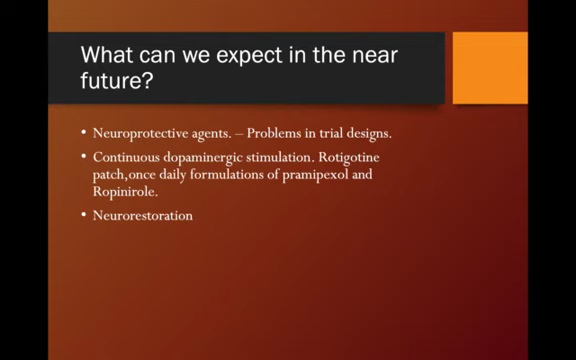 What can we expect in the near
future?
• Neuroprotective agents. – Problems in trial designs.
• Continuous dopaminergic stimulation. Rotigotine
patch,once daily formulations of pramipexol and
Ropinirole.
• Neurorestoration